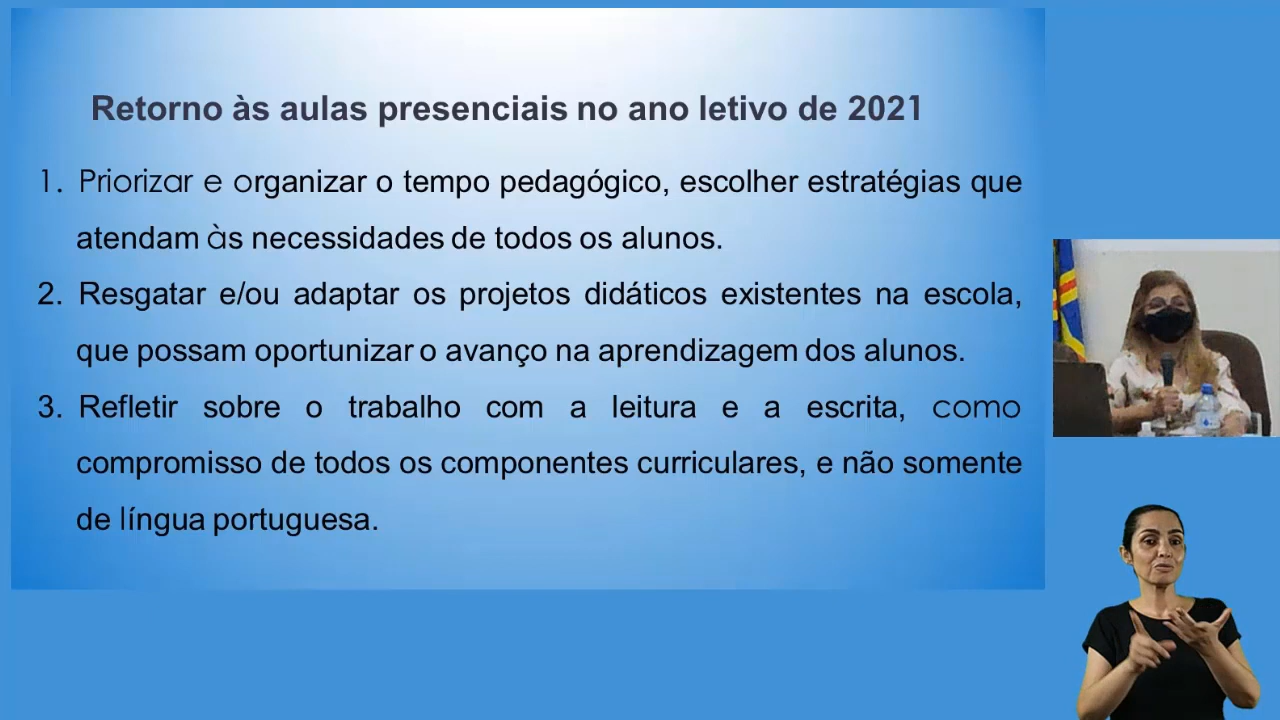 Retorno às aulas presenciais no ano letivo de 2021
1. Priorizar e organizar o tempo pedagógico, escolher estratégias que
atendam às necessidades de todos os alunos.
2. Resgatar e/ou adaptar os projetos didáticos existentes na escola,
que possam oportunizar o avanço na aprendizagem dos alunos.
3. Refletir sobre o trabalho com a leitura e a escrita, como
compromisso de todos os componentes curriculares, e não somente
de língua portuguesa.